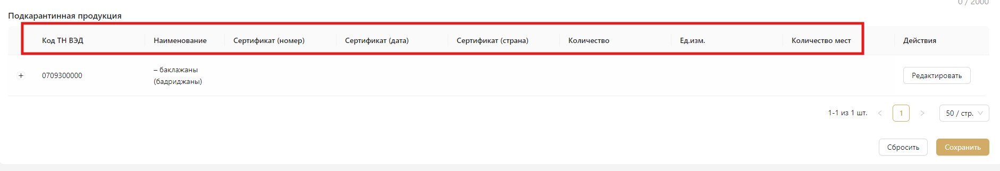 0 / 2000
Подкарантинная продукция
Код ТН ВЭД Наименование Сертификат (номер) Сертификат (дата) Сертификат (страна) Количество Ед.изм. Количество мест Действия
+ 0709300000 – баклажаны (бадриджаны) Редактировать
1-1 из 1 шт. < 1 > 50 / стр.
Сбросить Сохранить